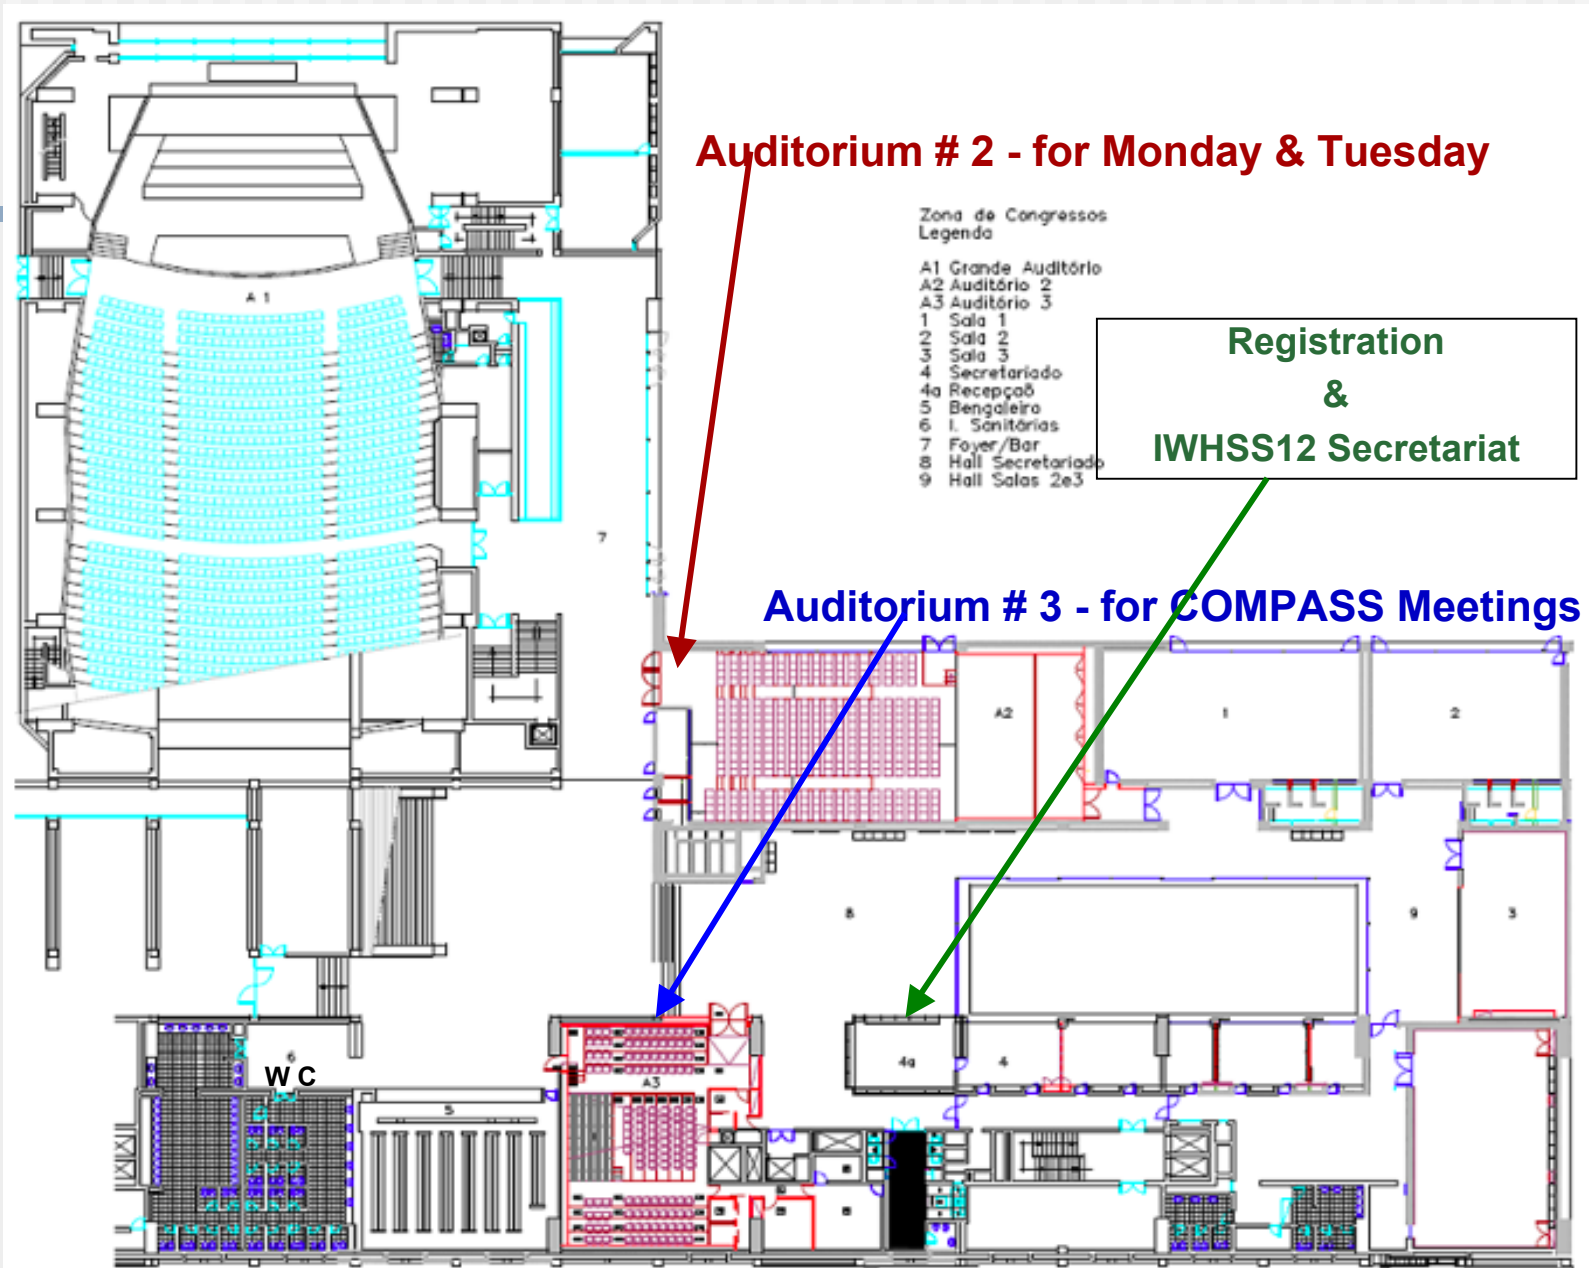 Auditorium # 2 - for Monday & Tuesday
Zona de Congressos
Legenda
A1 Grande Auditório
A2 Auditório 2
A3 Auditório 3
1 Sala 1
2 Sala 2
3 Sala 3
4 Secretariado
4a Recepçaõ
5 Bengaleiro
6 I. Sanitárias
7 Foyer/Bar
8 Hall Secretariado
9 Hall Salas 2e3
Registration
&
IWHSS12 Secretariat
A 1
7
Auditorium # 3 - for COMPASS Meetings
A2
1
2
8
9
3
6
W C
4a
4
A3
5